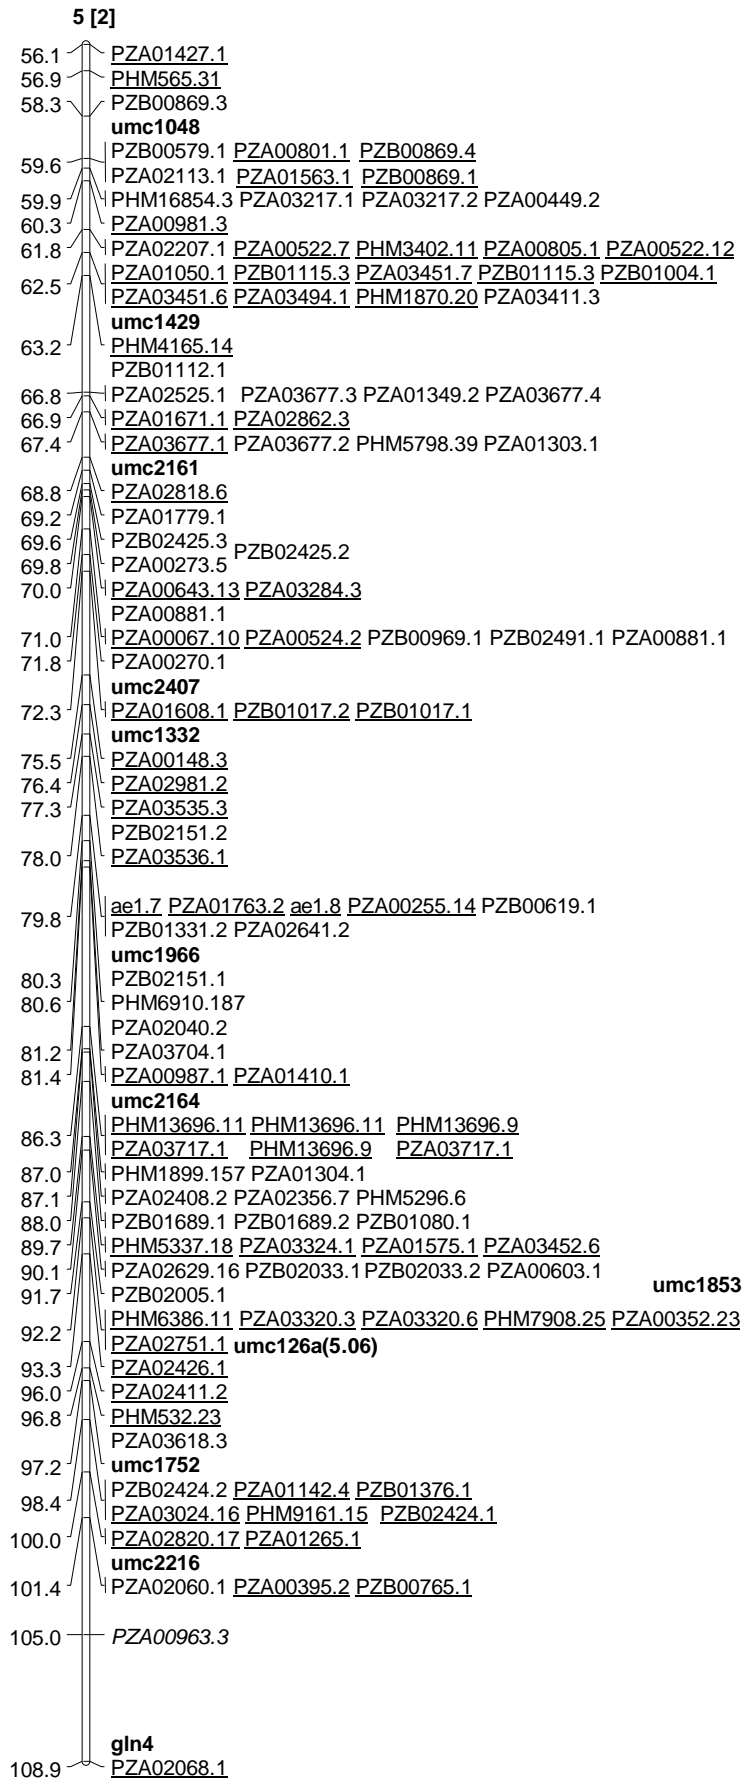 5 [2]
56.1 PZA01427.1
56.9 PHM565.31
58.3 PZB00869.3
umc1048
59.6 PZB00579.1 PZA00801.1 PZB00869.4
PZA02113.1 PZA01563.1 PZB00869.1
59.9 PHM16854.3 PZA03217.1 PZA03217.2 PZA00449.2
60.3 PZA00981.3
61.8 PZA02207.1 PZA00522.7 PHM3402.11 PZA00805.1 PZA00522.12
62.5 PZA01050.1 PZB01115.3 PZA03451.7 PZB01115.3 PZB01004.1
PZA03451.6 PZA03494.1 PHM1870.20 PZA03411.3
umc1429
63.2 PHM4165.14
PZB01112.1
66.8 PZA02525.1 PZA03677.3 PZA01349.2 PZA03677.4
66.9 PZA01671.1 PZA02862.3
67.4 PZA03677.1 PZA03677.2 PHM5798.39 PZA01303.1
umc2161
68.8 PZA02818.6
69.2 PZA01779.1
69.6 PZB02425.3 PZB02425.2
69.8 PZA00273.5
70.0 PZA00643.13 PZA03284.3
PZA00881.1
71.0 PZA00067.10 PZA00524.2 PZB00969.1 PZB02491.1 PZA00881.1
71.8 PZA00270.1
umc2407
72.3 PZA01608.1 PZB01017.2 PZB01017.1
umc1332
75.5 PZA00148.3
76.4 PZA02981.2
77.3 PZA03535.3
PZB02151.2
78.0 PZA03536.1
79.8 ae1.7 PZA01763.2 ae1.8 PZA00255.14 PZB00619.1
PZB01331.2 PZA02641.2
umc1966
80.3 PZB02151.1
80.6 PHM6910.187
PZA02040.2
81.2 PZA03704.1
81.4 PZA00987.1 PZA01410.1
umc2164
86.3 PHM13696.11 PHM13696.11 PHM13696.9
PZA03717.1 PHM13696.9 PZA03717.1
87.0 PHM1899.157 PZA01304.1
87.1 PZA02408.2 PZA02356.7 PHM5296.6
88.0 PZB01689.1 PZB01689.2 PZB01080.1
89.7 PHM5337.18 PZA03324.1 PZA01575.1 PZA03452.6
90.1 PZA02629.16 PZB02033.1 PZB02033.2 PZA00603.1
umc1853
91.7 PZB02005.1
92.2 PHM6386.11 PZA03320.3 PZA03320.6 PHM7908.25 PZA00352.23
PZA02751.1 umc126a(5.06)
93.3 PZA02426.1
96.0 PZA02411.2
96.8 PHM532.23
PZA03618.3
97.2 umc1752
98.4 PZB02424.2 PZA01142.4 PZB01376.1
PZA03024.16 PHM9161.15 PZB02424.1
100.0 PZA02820.17 PZA01265.1
umc2216
101.4 PZA02060.1 PZA00395.2 PZB00765.1
105.0 PZA00963.3
gln4
108.9 PZA02068.1